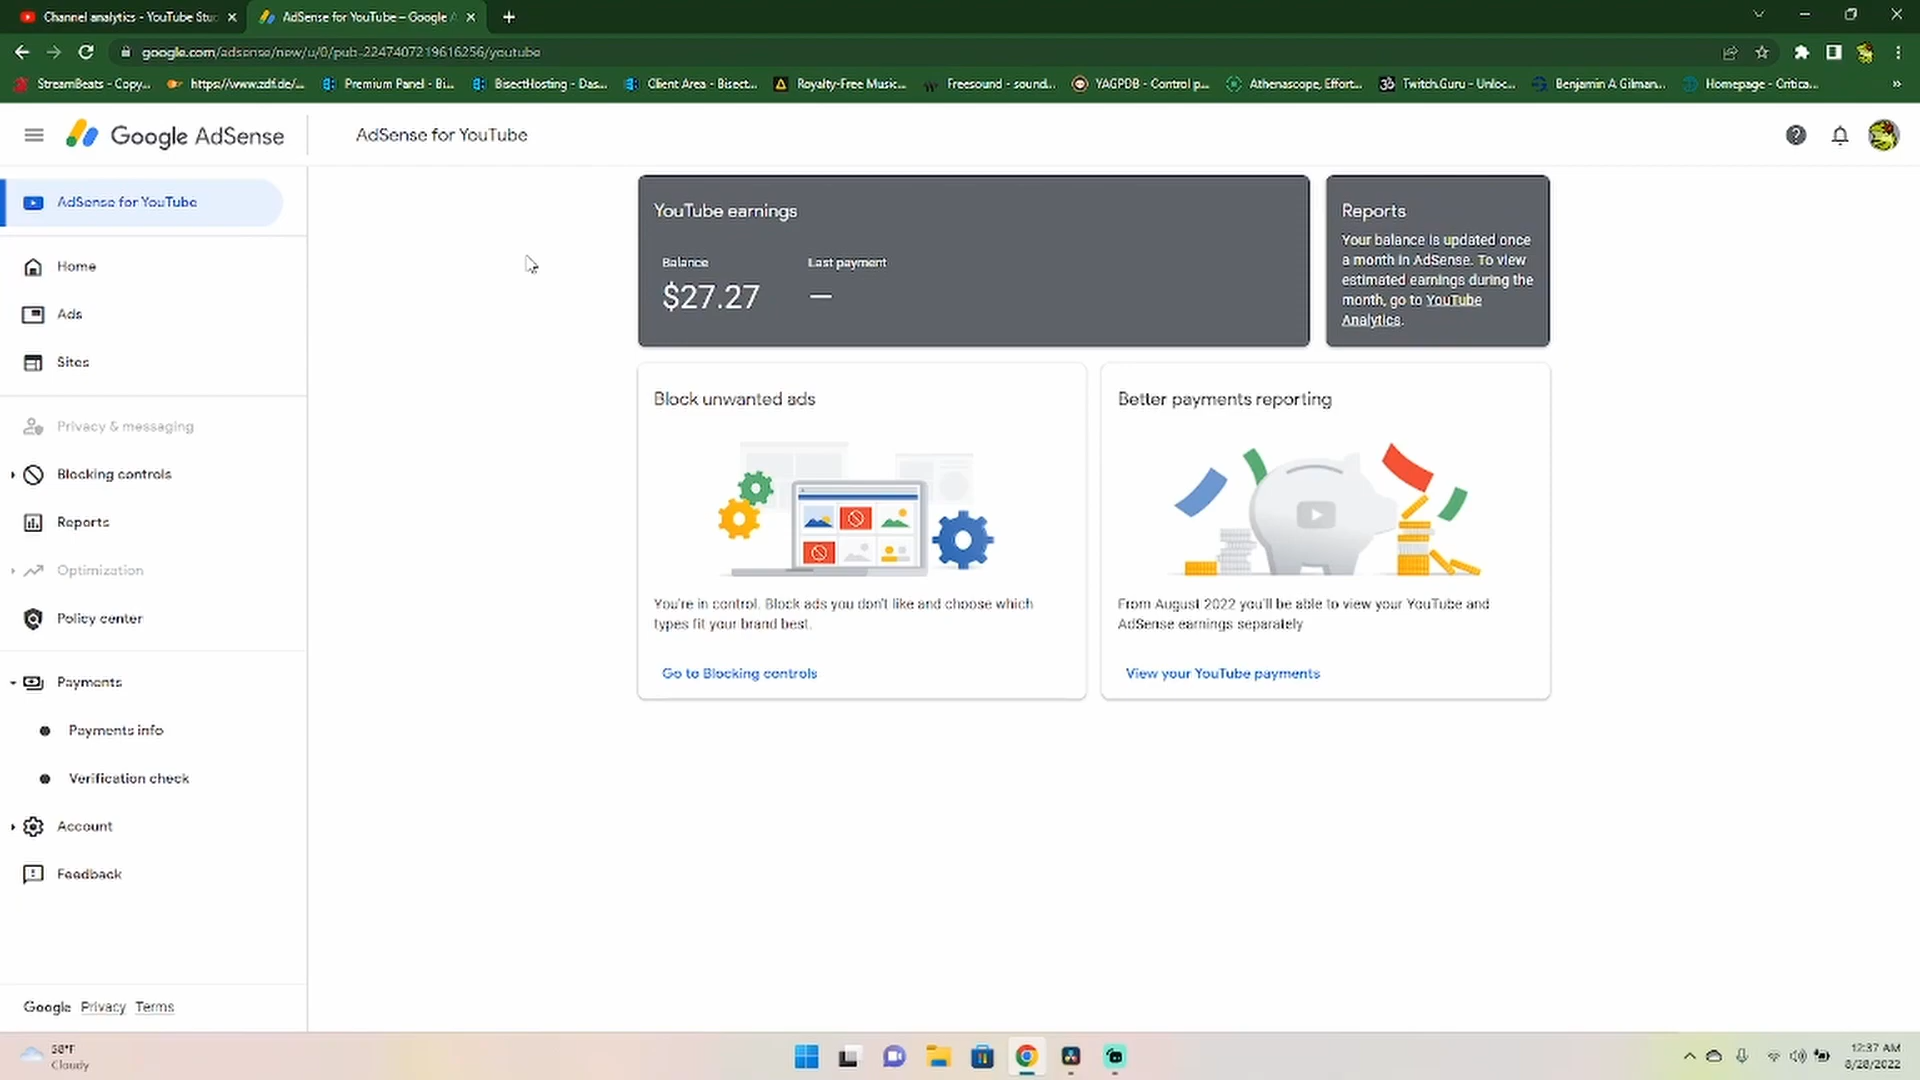 Channel analytics - YouTube Stu
AdSense for YouTube – Google A
google.com/adsense/new/u/0/pub-2247407219616256/youtube
StreamBeats - Copy...
https://www.zdf.de/...
Premium Panel - Bi...
BisectHosting - Das...
Client Area - Bisect...
Royalty-Free Music...
Freesound - sound...
YAGPDB - Control p...
Athenascope, Effort...
Twitch.Guru - Unloc...
Benjamin A Gilman...
Homepage - Critica...
Google AdSense
AdSense for YouTube
AdSense for YouTube
Home
Ads
Sites
Privacy & messaging
Blocking controls
Reports
Optimization
Policy center
Payments
Payments info
Verification check
Account
Feedback
Google Privacy Terms
YouTube earnings
Balance
$27.27
Last payment
—
Reports
Your balance is updated once
a month in AdSense. To view
estimated earnings during the
month, go to YouTube
Analytics.
Block unwanted ads
You're in control. Block ads you don't like and choose which
types fit your brand best.
Go to Blocking controls
Better payments reporting
From August 2022 you'll be able to view your YouTube and
AdSense earnings separately
View your YouTube payments
58°F
Cloudy
12:37 AM
8/28/2022